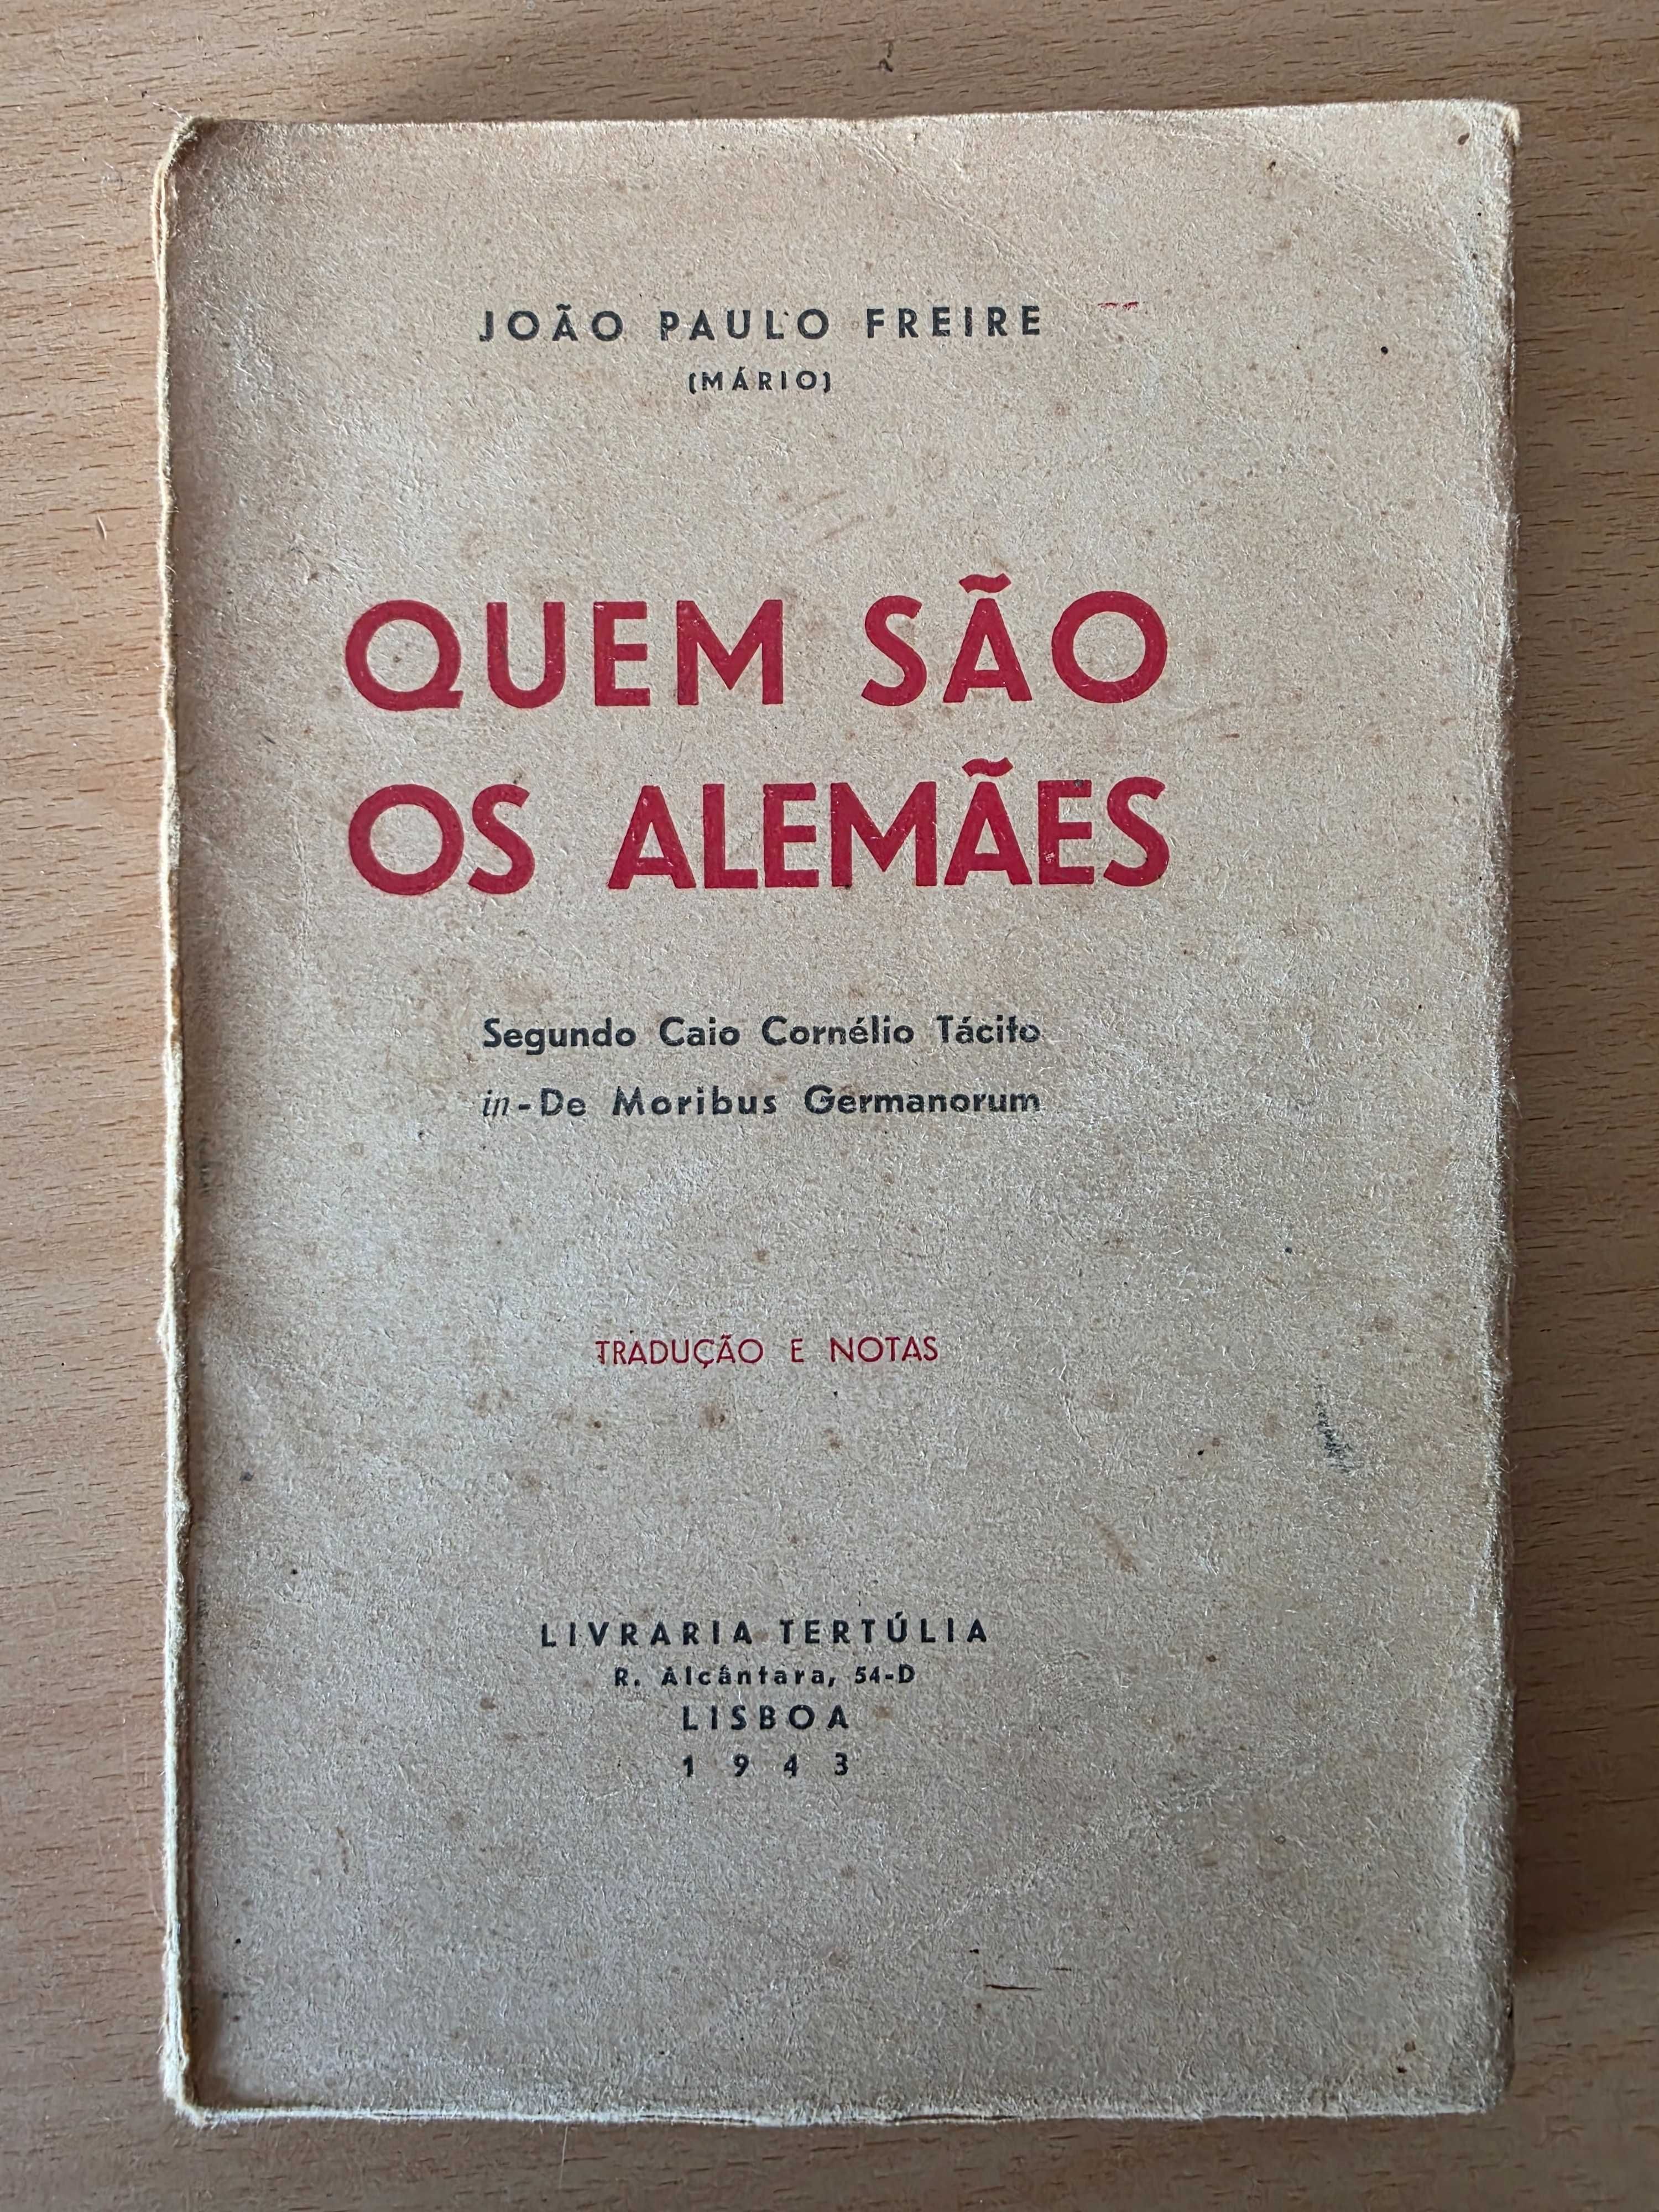 JOÃO PAULO FREIRE
(MÁRIO)
QUEM SÃO
OS ALEMÃES
Segundo Caio Cornélio Tácito
in-De Moribus Germanorum
TRADUÇÃO E NOTAS
LIVRARIA TERTÚLIA
R. Alcântara, 54-D
LISBOA
1943